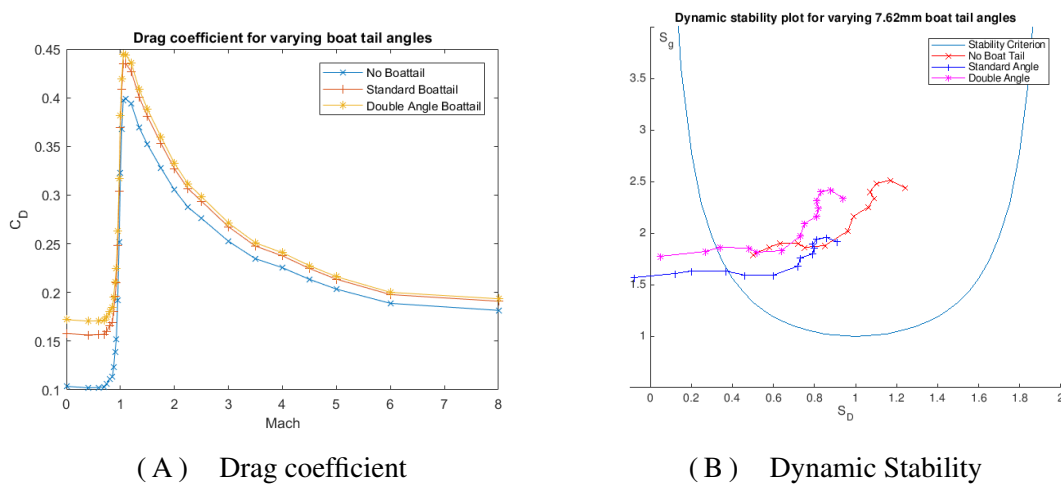 Drag coefficient for varying boat tail angles
0.45
0.4
0.35
0.3
0.25
0.2
0.15
0.1
C_D
0 1 2 3 4 5 6 7 8
Mach
No Boattail
Standard Boattail
Double Angle Boattail
( A ) Drag coefficient
Dynamic stability plot for varying 7.62mm boat tail angles
S_g
3.5
3
2.5
2
1.5
1
0 0.2 0.4 0.6 0.8 1 1.2 1.4 1.6 1.8 2
S_D
Stability Criterion
No Boat Tail
Standard Angle
Double Angle
( B ) Dynamic Stability